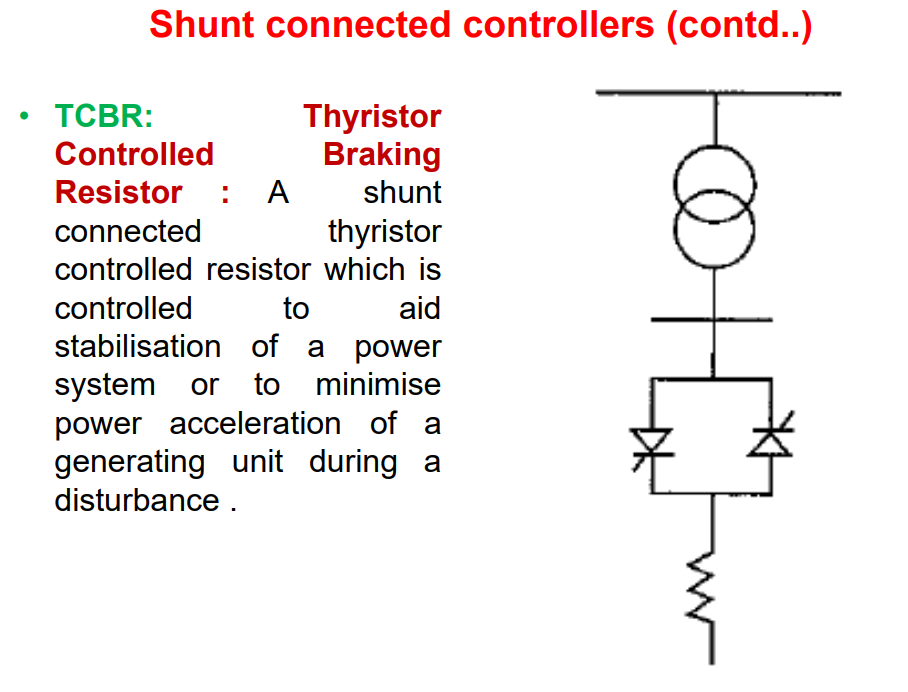 Shunt connected controllers (contd..)
• TCBR: Thyristor
Controlled Braking
Resistor : A shunt
connected thyristor
controlled resistor which is
controlled to aid
stabilisation of a power
system or to minimise
power acceleration of a
generating unit during a
disturbance .